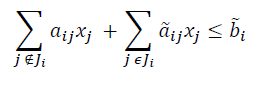 ∑_{j ∉ J_i} a_{ij} x_j + ∑_{j ∈ J_i} ã_{ij} x_j ≤ b̃_i